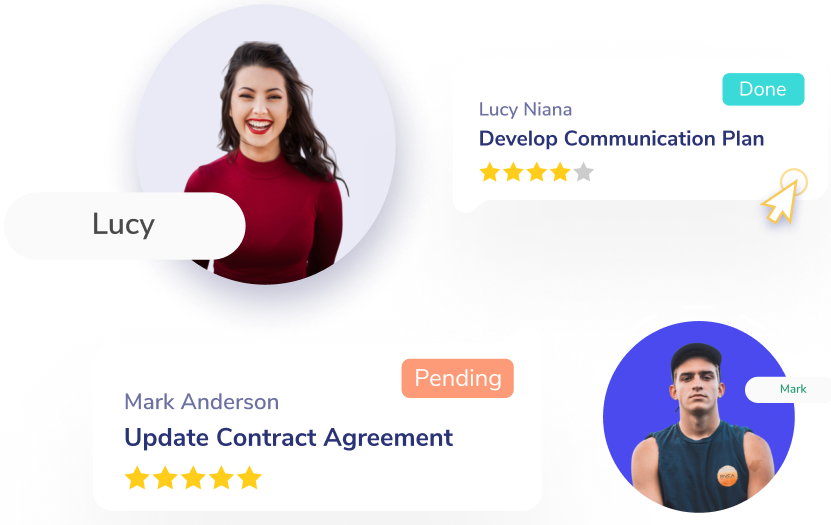 Done
Lucy Niana
Develop Communication Plan
Lucy
Pending
Mark Anderson
Update Contract Agreement
Mark